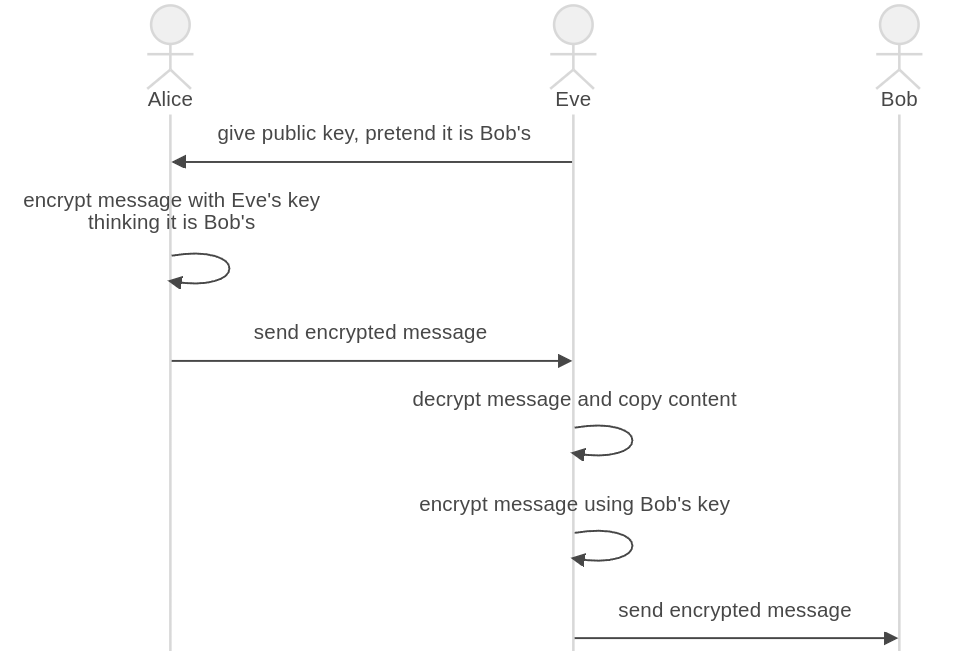 Alice
Eve
Bob
give public key, pretend it is Bob's
encrypt message with Eve's key
thinking it is Bob's
send encrypted message
decrypt message and copy content
encrypt message using Bob's key
send encrypted message